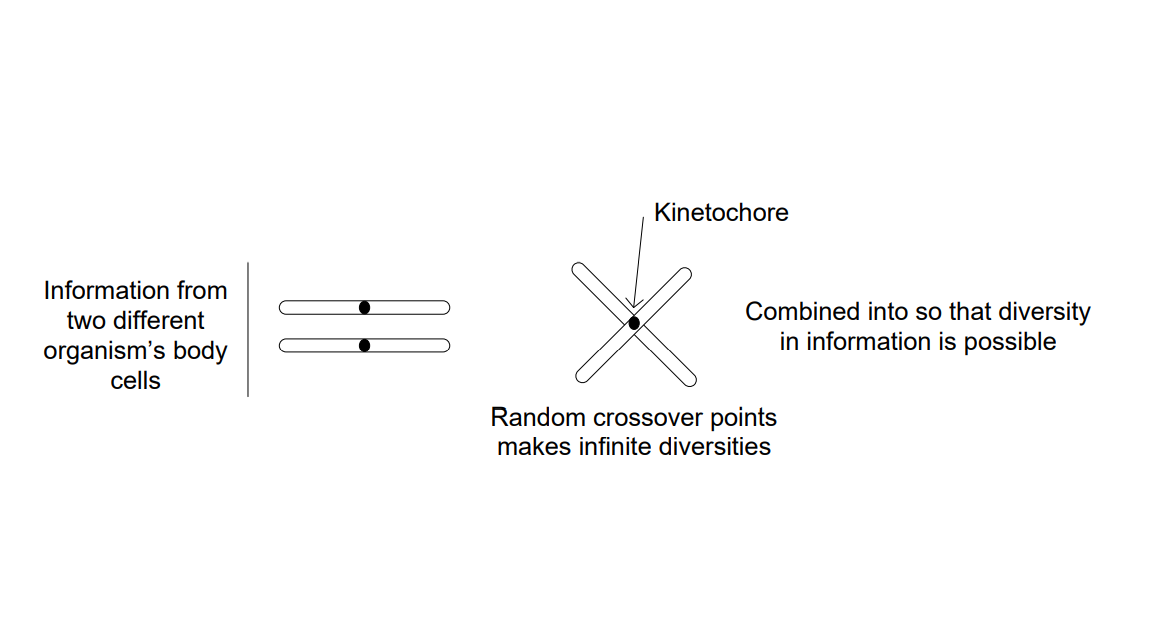 Kinetochore
Information from
two different
organism’s body
cells
Combined into so that diversity
in information is possible
Random crossover points
makes infinite diversities